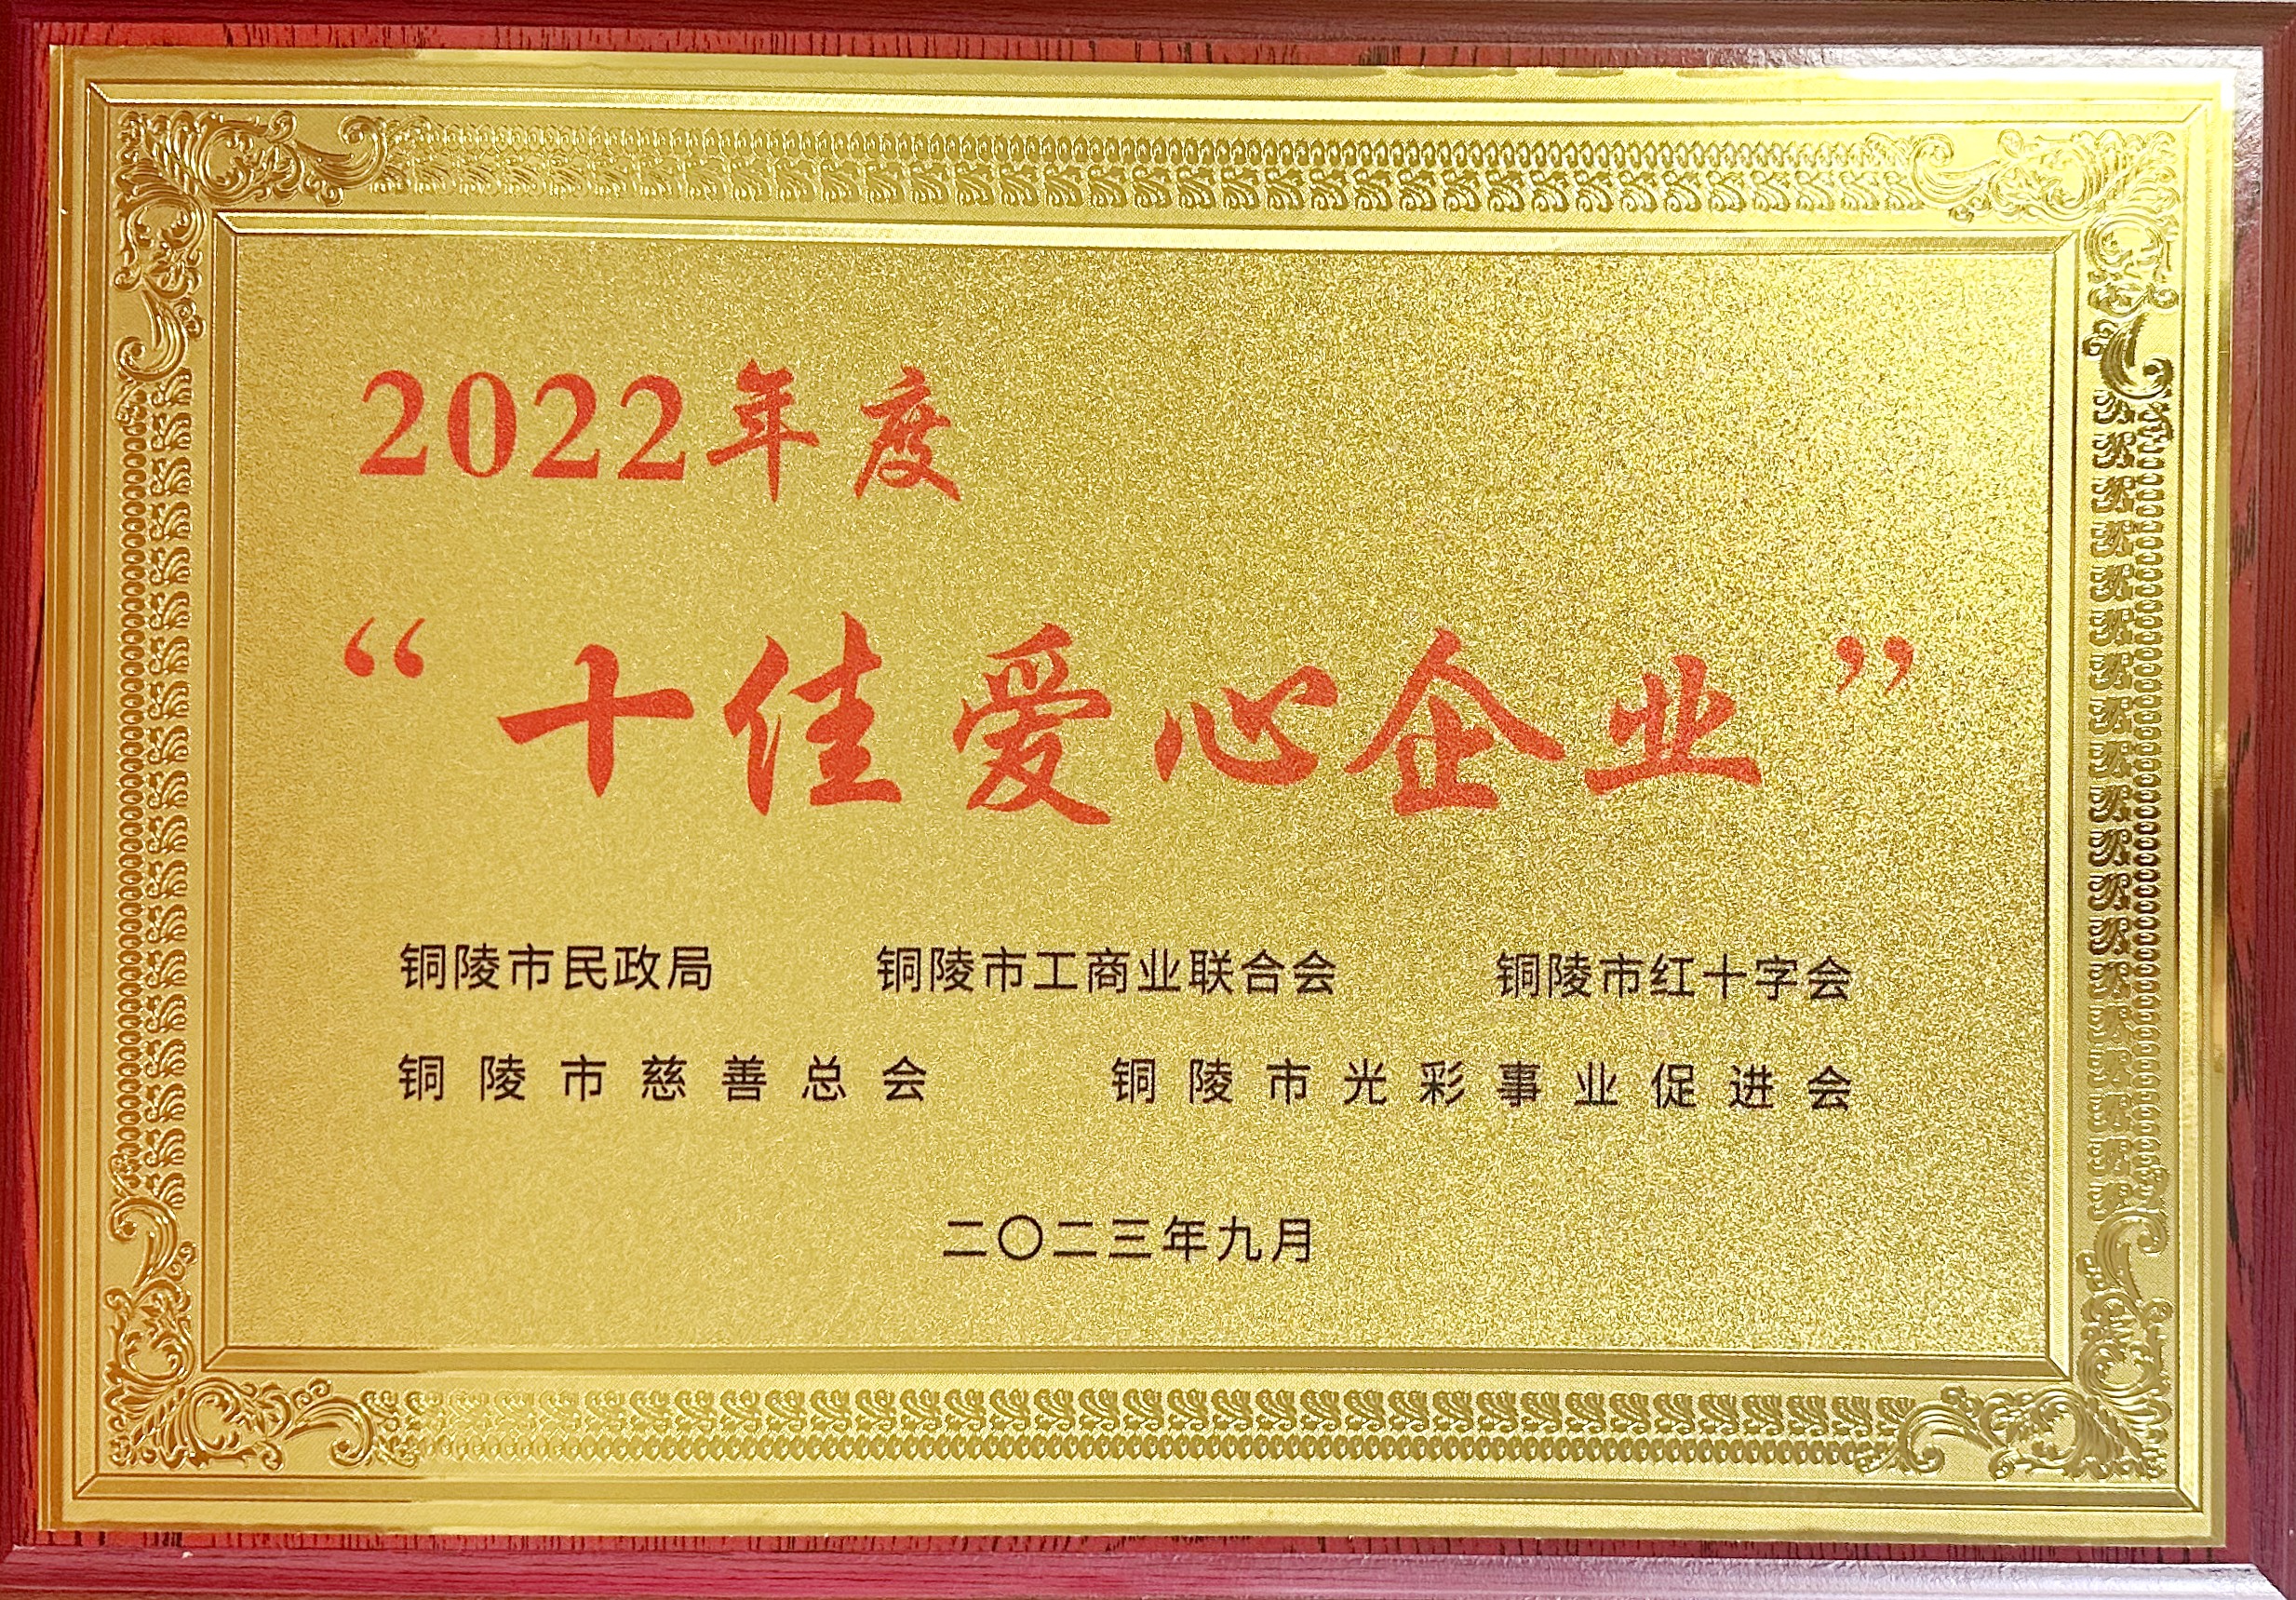 2022年度
“十佳爱心企业”
铜陵市民政局 铜陵市工商业联合会 铜陵市红十字会
铜陵市慈善总会 铜陵市光彩事业促进会
二〇二三年九月